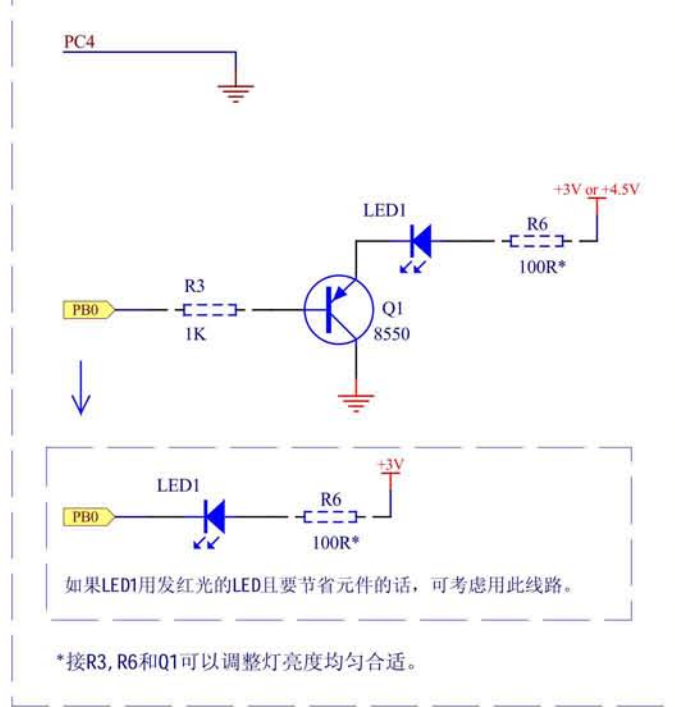 PC4
+3V or +4.5V
LED1
R6
100R*
R3
PB0
1K
Q1
8550
+3V
LED1
R6
PB0
100R*
如果LED1用发红光的LED且要节省元件的话，可考虑用此线路。
*接R3,R6和Q1可以调整灯亮度均匀合适。